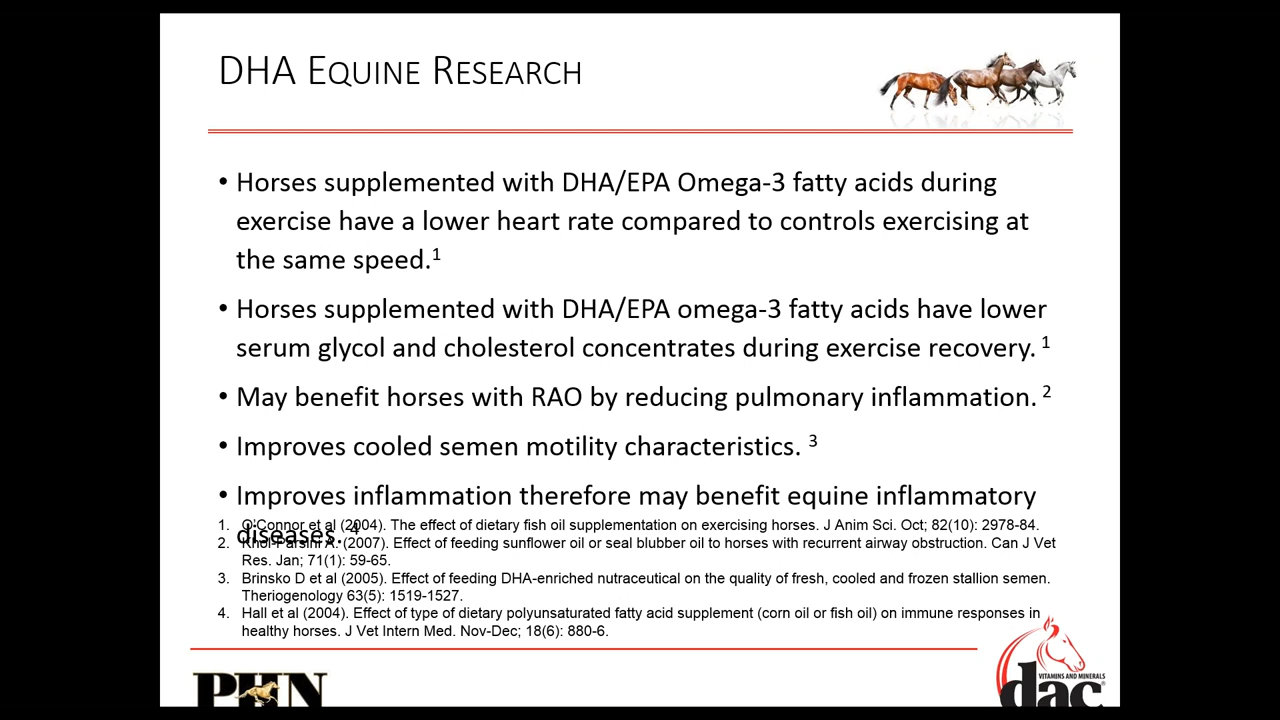 DHA EQUINE RESEARCH
• Horses supplemented with DHA/EPA Omega-3 fatty acids during
exercise have a lower heart rate compared to controls exercising at
the same speed.1
• Horses supplemented with DHA/EPA omega-3 fatty acids have lower
serum glycol and cholesterol concentrates during exercise recovery. 1
• May benefit horses with RAO by reducing pulmonary inflammation. 2
• Improves cooled semen motility characteristics. 3
• Improves inflammation therefore may benefit equine inflammatory
diseases. 4
1. O'Connor et al (2004). The effect of dietary fish oil supplementation on exercising horses. J Anim Sci. Oct; 82(10): 2978-84.
2. Khol-Parsini A. (2007). Effect of feeding sunflower oil or seal blubber oil to horses with recurrent airway obstruction. Can J Vet
Res. Jan; 71(1): 59-65.
3. Brinsko D et al (2005). Effect of feeding DHA-enriched nutraceutical on the quality of fresh, cooled and frozen stallion semen.
Theriogenology 63(5): 1519-1527.
4. Hall et al (2004). Effect of type of dietary polyunsaturated fatty acid supplement (corn oil or fish oil) on immune responses in
healthy horses. J Vet Intern Med. Nov-Dec; 18(6): 880-6.
PHN
VITAMINS AND MINERALS
dac®